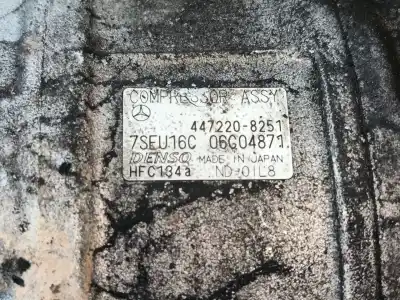 COMPRESSOR ASSY
447220-8251
7SEU16C 06G04871
DENSO MADE IN JAPAN
HFC134a ND-OIL8